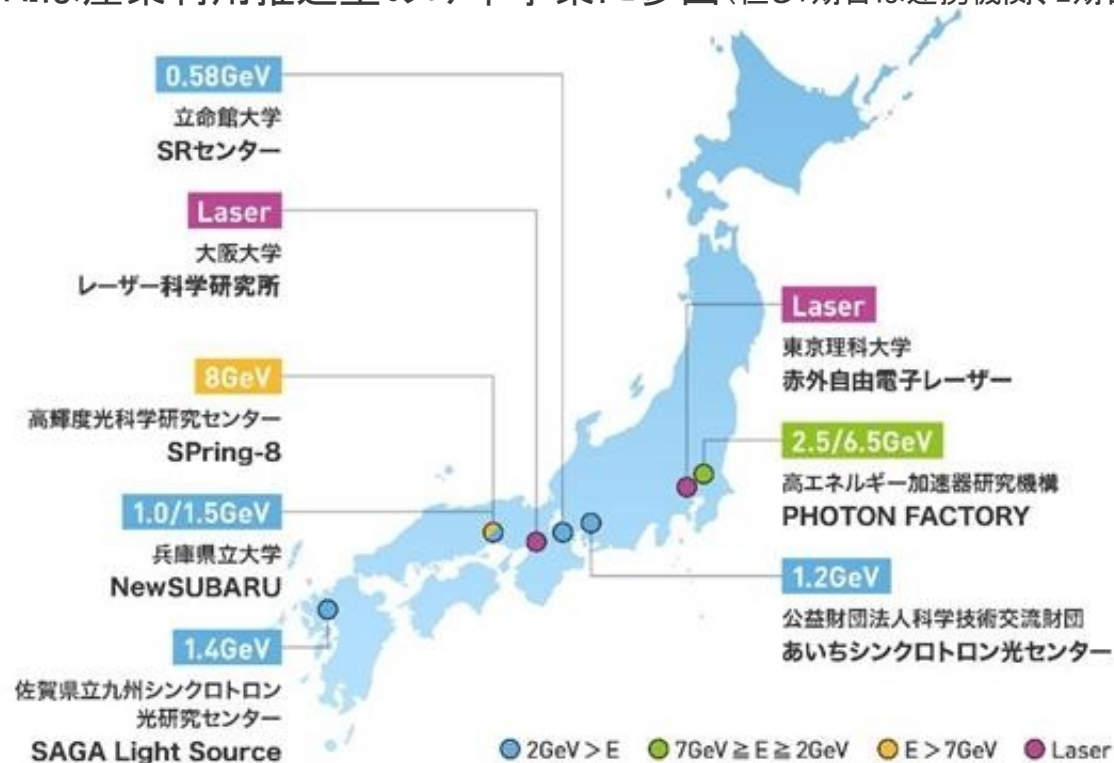 産業利用推進室
0.58GeV
立命館大学
SRセンター
Laser
大阪大学
レーザー科学研究所
8GeV
高輝度光科学研究センター
SPring-8
1.0/1.5GeV
兵庫県立大学
NewSUBARU
1.4GeV
佐賀県立九州シンクロトロン
光研究センター
SAGA Light Source
Laser
東京理科大学
赤外自由電子レーザー
2.5/6.5GeV
高エネルギー加速器研究機構
PHOTON FACTORY
1.2GeV
公益財団法人科学技術交流財団
あいちシンクロトロン光センター
2GeV > E
7GeV ≧ E ≧ 2GeV
E > 7GeV
Laser